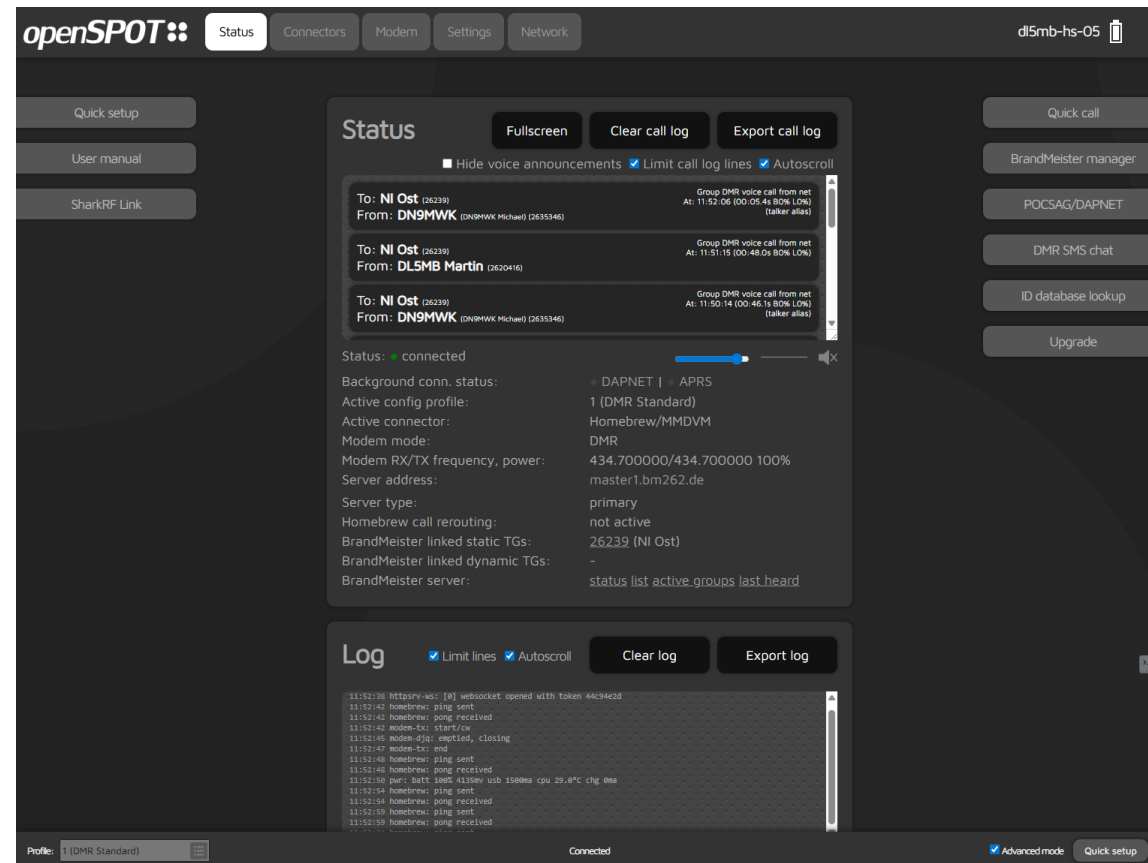 openSPOT
Status
Connectors
Modem
Settings
Network
dl5mb-hs-05
Quick setup
User manual
SharkRF Link
Status
Fullscreen
Clear call log
Export call log
Hide voice announcements
Limit call log lines
Autoscroll
To: NI Ost (26239)
From: DN9MWK (DN9MWK Michael) (2635346)
Group DMR voice call from net
At: 11:52:06 (00:05.4s B0% L0%)
(talker alias)
To: NI Ost (26239)
From: DL5MB Martin (2620416)
Group DMR voice call from net
At: 11:51:15 (00:48.0s B0% L0%)
To: NI Ost (26239)
From: DN9MWK (DN9MWK Michael) (2635346)
Group DMR voice call from net
At: 11:50:14 (00:46.1s B0% L0%)
(talker alias)
Status: connected
Background conn. status: DAPNET | APRS
Active config profile: 1 (DMR Standard)
Active connector: Homebrew/MMDVM
Modem mode: DMR
Modem RX/TX frequency, power: 434.700000/434.700000 100%
Server address: master1.bm262.de
Server type: primary
Homebrew call rerouting: not active
BrandMeister linked static TGs: 26239 (NI Ost)
BrandMeister linked dynamic TGs: -
BrandMeister server: status list active groups last heard
Quick call
BrandMeister manager
POCSAG/DAPNET
DMR SMS chat
ID database lookup
Upgrade
Log
Limit lines
Autoscroll
Clear log
Export log
11:52:38 httpsrv-ws: [0] websocket opened with token 44c94e2d
11:52:42 homebrew: ping sent
11:52:42 homebrew: pong received
11:52:42 modem-tx: start/cw
11:52:45 modem-djq: emptied, closing
11:52:47 modem-tx: end
11:52:48 homebrew: ping sent
11:52:48 homebrew: pong received
11:52:50 pwr: batt 100% 4135mv usb 1500ma cpu 29.0°C chg 0ma
11:52:54 homebrew: ping sent
11:52:54 homebrew: pong received
11:52:59 homebrew: ping sent
11:52:59 homebrew: pong received
Profile: 1 (DMR Standard)
Connected
Advanced mode
Quick setup